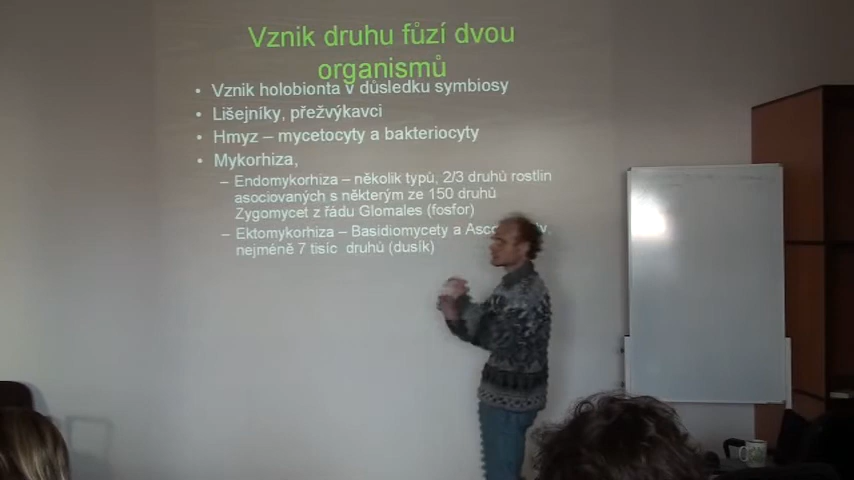 Vznik druhu fůzí dvou
organismů
• Vznik holobionta v důsledku symbiosy
• Lišejníky, přežvýkavci
• Hmyz – mycetocyty a bakteriocyty
• Mykorhiza,
– Endomykorhiza – několik typů, 2/3 druhů rostlin
asociovaných s některým ze 150 druhů
Zygomycet z řádu Glomales (fosfor)
– Ektomykorhiza – Basidiomycety a
nejméně 7 tisíc druhů (dusík)